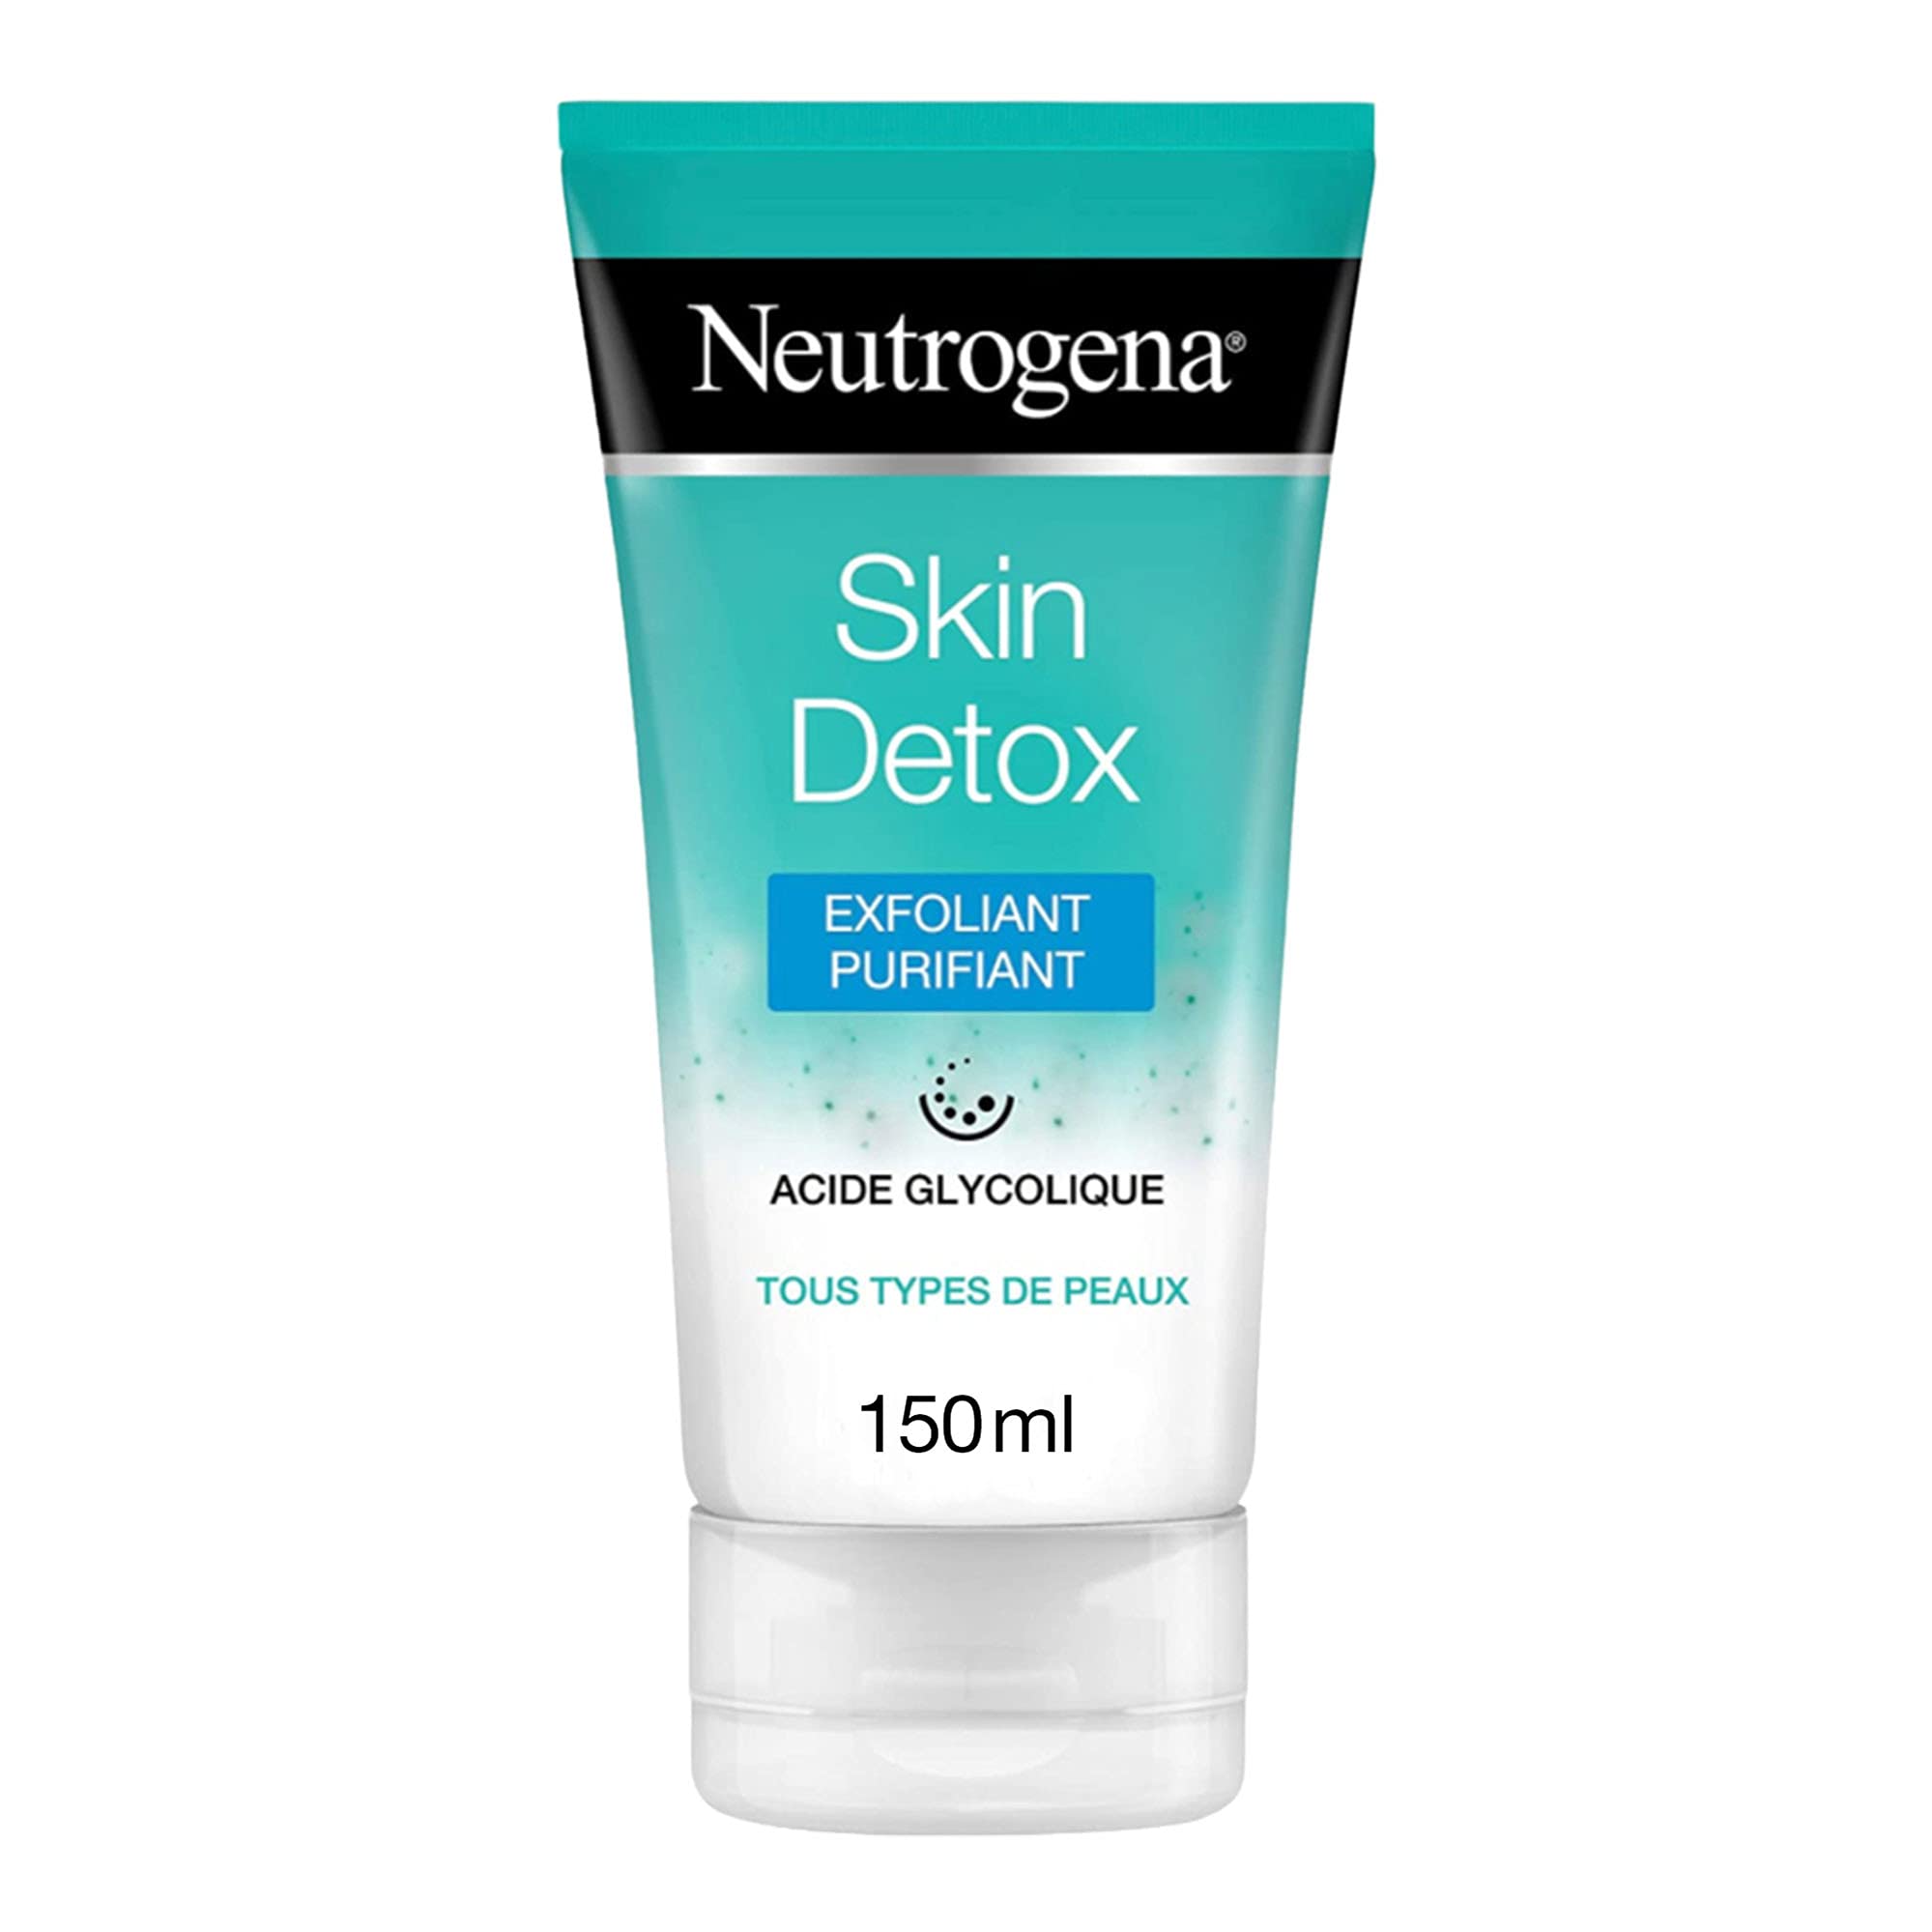 Neutrogena®
Skin
Detox
EXFOLIANT
PURIFIANT
ACIDE GLYCOLIQUE
TOUS TYPES DE PEAUX
150ml